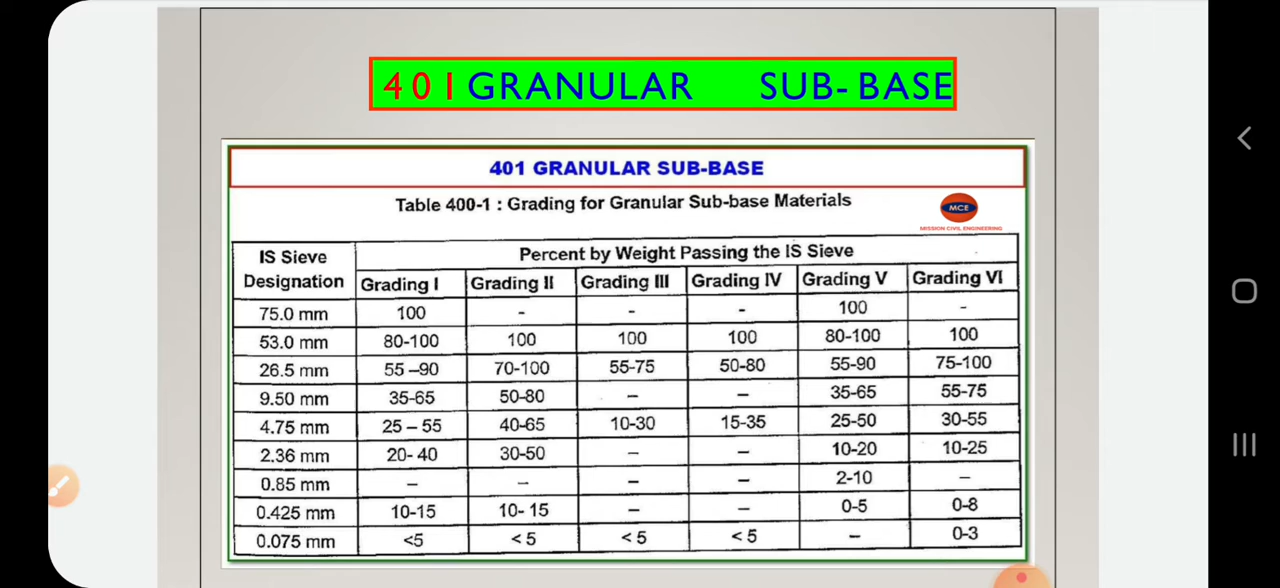 401 GRANULAR SUB-BASE
401 GRANULAR SUB-BASE
Table 400-1 : Grading for Granular Sub-base Materials
MCE
MISSION CIVIL ENGINEERING
IS Sieve Designation Percent by Weight Passing the IS Sieve
Grading I Grading II Grading III Grading IV Grading V Grading VI
75.0 mm 100 - - - 100 -
53.0 mm 80-100 100 100 100 80-100 100
26.5 mm 55 –90 70-100 55-75 50-80 55-90 75-100
9.50 mm 35-65 50-80 – – 35-65 55-75
4.75 mm 25 – 55 40-65 10-30 15-35 25-50 30-55
2.36 mm 20- 40 30-50 – – 10-20 10-25
0.85 mm – – – – 2-10 –
0.425 mm 10-15 10- 15 – – 0-5 0-8
0.075 mm <5 < 5 < 5 < 5 – 0-3